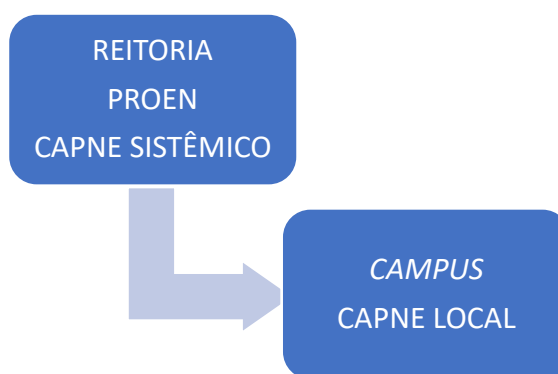 REITORIA
PROEN
CAPNE SISTÊMICO
CAMPUS
CAPNE LOCAL